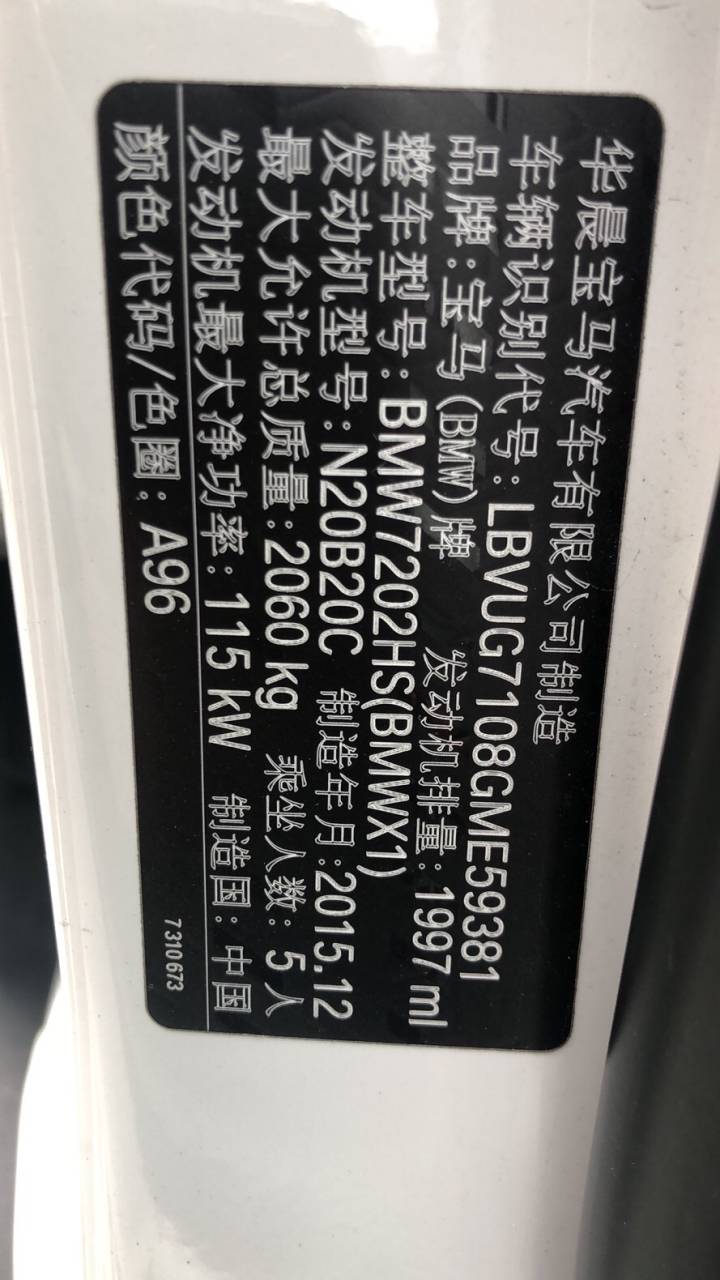 华晨宝马汽车有限公司制造
车辆识别代号：LBVUG7108GME59381
品牌：宝马(BMW)牌 发动机排量：1997 ml
整车型号：BMW7202HS(BMWX1)
发动机型号：N20B20C 制造年月：2015.12
最大允许总质量：2060 kg 乘坐人数：5人
发动机最大净功率：115 kW 制造国：中国
颜色代码/色圈：A96
7 310 673